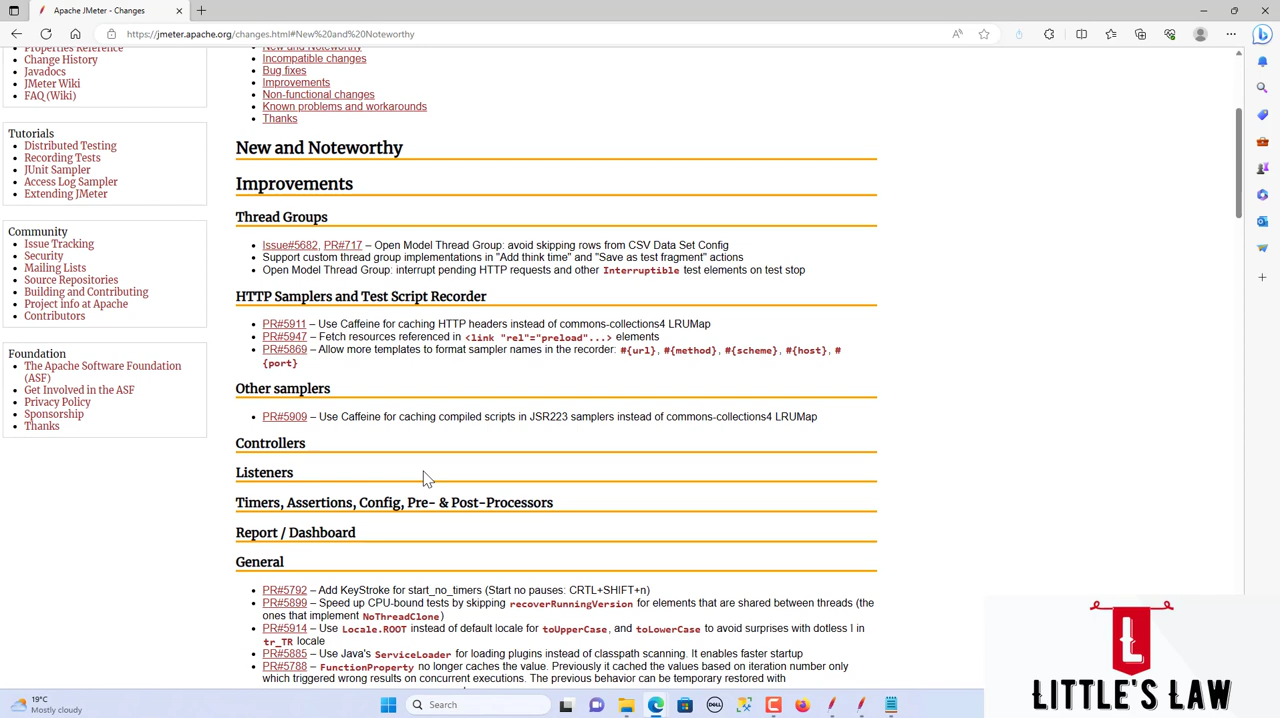 Apache JMeter - Changes
https://jmeter.apache.org/changes.html#New%20and%20Noteworthy
Properties Reference
Change History
Javadocs
JMeter Wiki
FAQ (Wiki)
Tutorials
Distributed Testing
Recording Tests
JUnit Sampler
Access Log Sampler
Extending JMeter
Community
Issue Tracking
Security
Mailing Lists
Source Repositories
Building and Contributing
Project info at Apache
Contributors
Foundation
The Apache Software Foundation
(ASF)
Get Involved in the ASF
Privacy Policy
Sponsorship
Thanks
New and Noteworthy
Incompatible changes
Bug fixes
Improvements
Non-functional changes
Known problems and workarounds
Thanks
New and Noteworthy
Improvements
Thread Groups
Issue#5682, PR#717 – Open Model Thread Group: avoid skipping rows from CSV Data Set Config
Support custom thread group implementations in "Add think time" and "Save as test fragment" actions
Open Model Thread Group: interrupt pending HTTP requests and other Interruptible test elements on test stop
HTTP Samplers and Test Script Recorder
PR#5911 – Use Caffeine for caching HTTP headers instead of commons-collections4 LRUMap
PR#5947 – Fetch resources referenced in <link "rel"="preload"...> elements
PR#5869 – Allow more templates to format sampler names in the recorder: #{url}, #{method}, #{scheme}, #{host}, #
{port}
Other samplers
PR#5909 – Use Caffeine for caching compiled scripts in JSR223 samplers instead of commons-collections4 LRUMap
Controllers
Listeners
Timers, Assertions, Config, Pre- & Post-Processors
Report / Dashboard
General
PR#5792 – Add KeyStroke for start_no_timers (Start no pauses: CRTL+SHIFT+n)
PR#5899 – Speed up CPU-bound tests by skipping recoverRunningVersion for elements that are shared between threads (the
ones that implement NoThreadClone)
PR#5914 – Use Locale.ROOT instead of default locale for toUpperCase, and toLowerCase to avoid surprises with dotless I in
tr_TR locale
PR#5885 – Use Java's ServiceLoader for loading plugins instead of classpath scanning. It enables faster startup
PR#5788 – FunctionProperty no longer caches the value. Previously it cached the values based on iteration number only
which triggered wrong results on concurrent executions. The previous behavior can be temporary restored with
L
LITTLE'S LAW
19°C
Mostly cloudy
Search
DELL